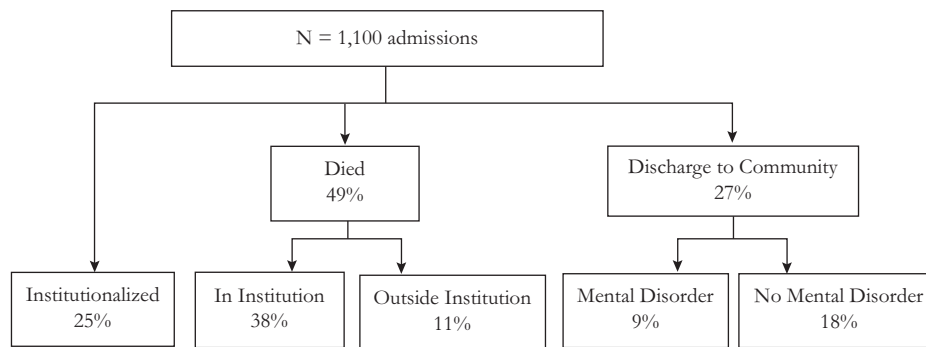 N = 1,100 admissions
Died
49%
Discharge to Community
27%
Institutionalized
25%
In Institution
38%
Outside Institution
11%
Mental Disorder
9%
No Mental Disorder
18%